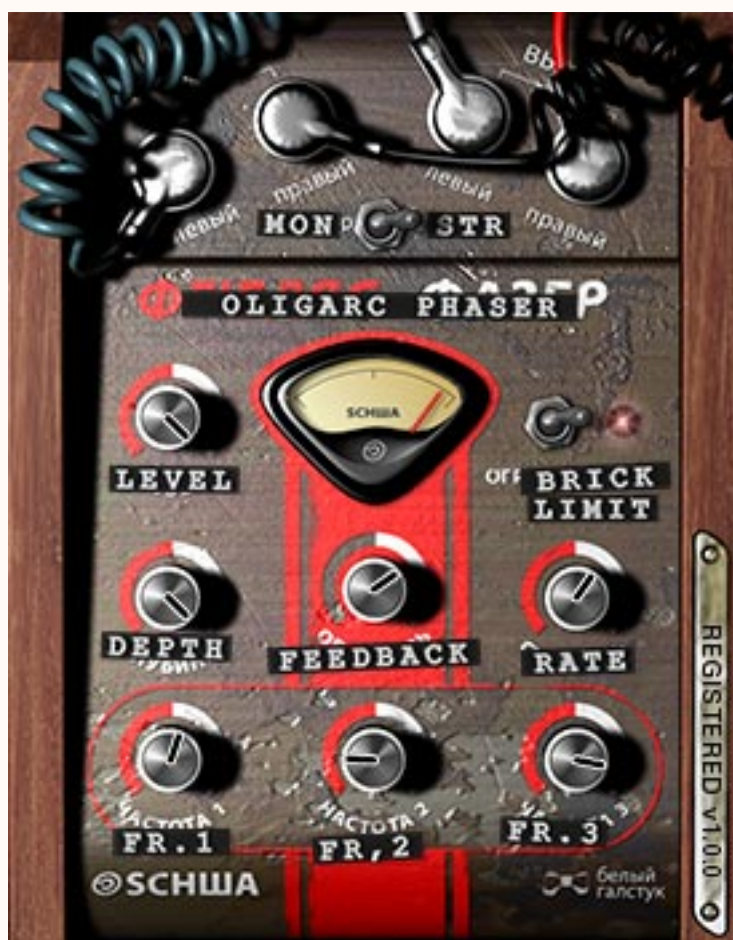 правый
левый
правый
MON
STR
OLIGARC PHASER
SCHWA
LEVEL
BRICK
LIMIT
DEPTH
FEEDBACK
RATE
ЧАСТОТА 1
ЧАСТОТА 2
FR.1
FR,2
FR.3
SCHWA
белый
галстук
REGISTERED v1.0.0